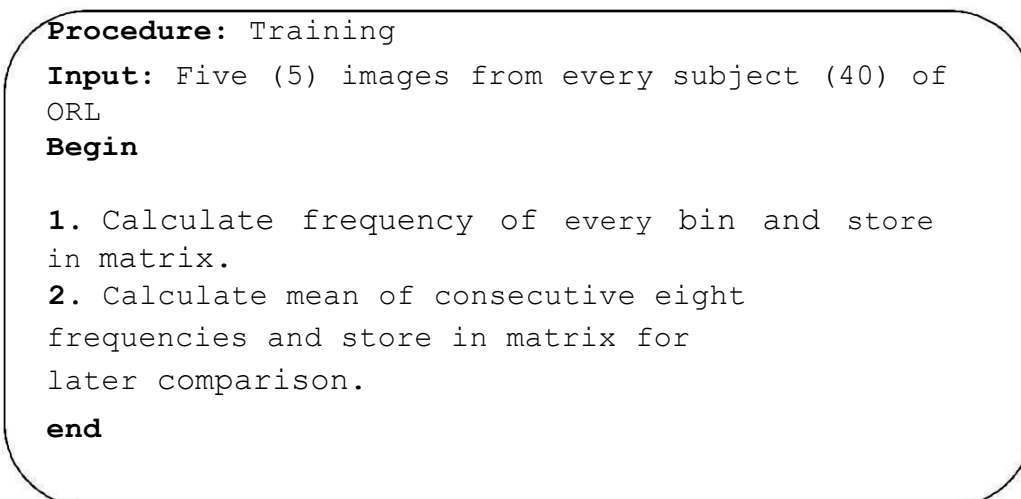 Procedure: Training
Input: Five (5) images from every subject (40) of
ORL
Begin
1. Calculate frequency of every bin and store
in matrix.
2. Calculate mean of consecutive eight
frequencies and store in matrix for
later comparison.
end